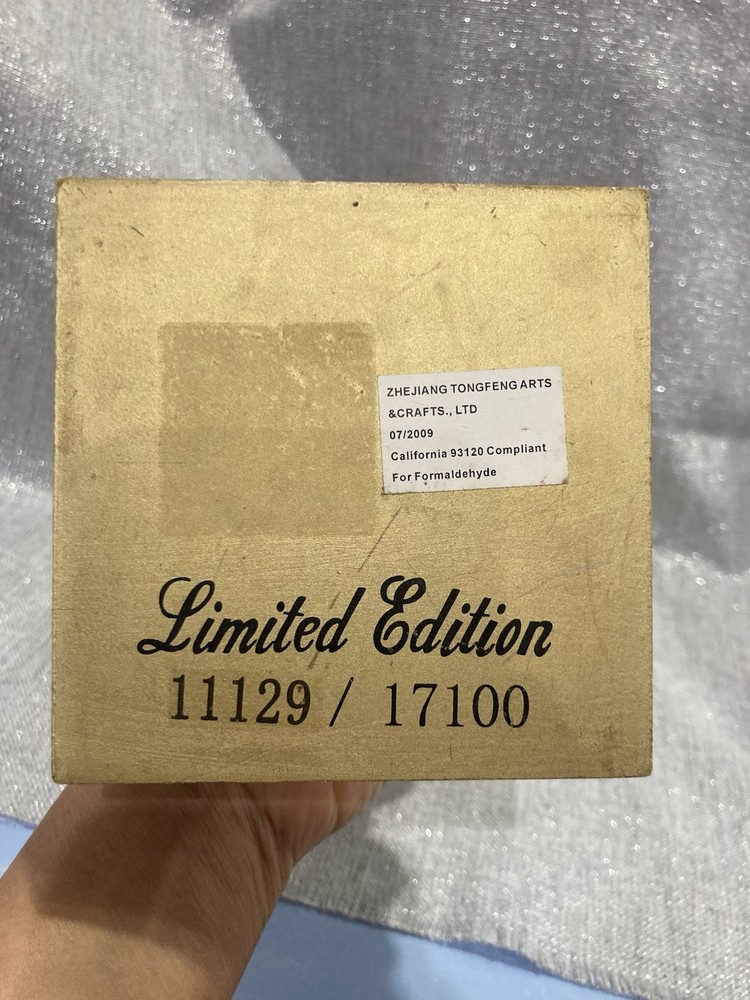 ZHEJIANG TONGFENG ARTS
&CRAFTS., LTD
07/2009
California 93120 Compliant
For Formaldehyde
Limited Edition
11129 / 17100